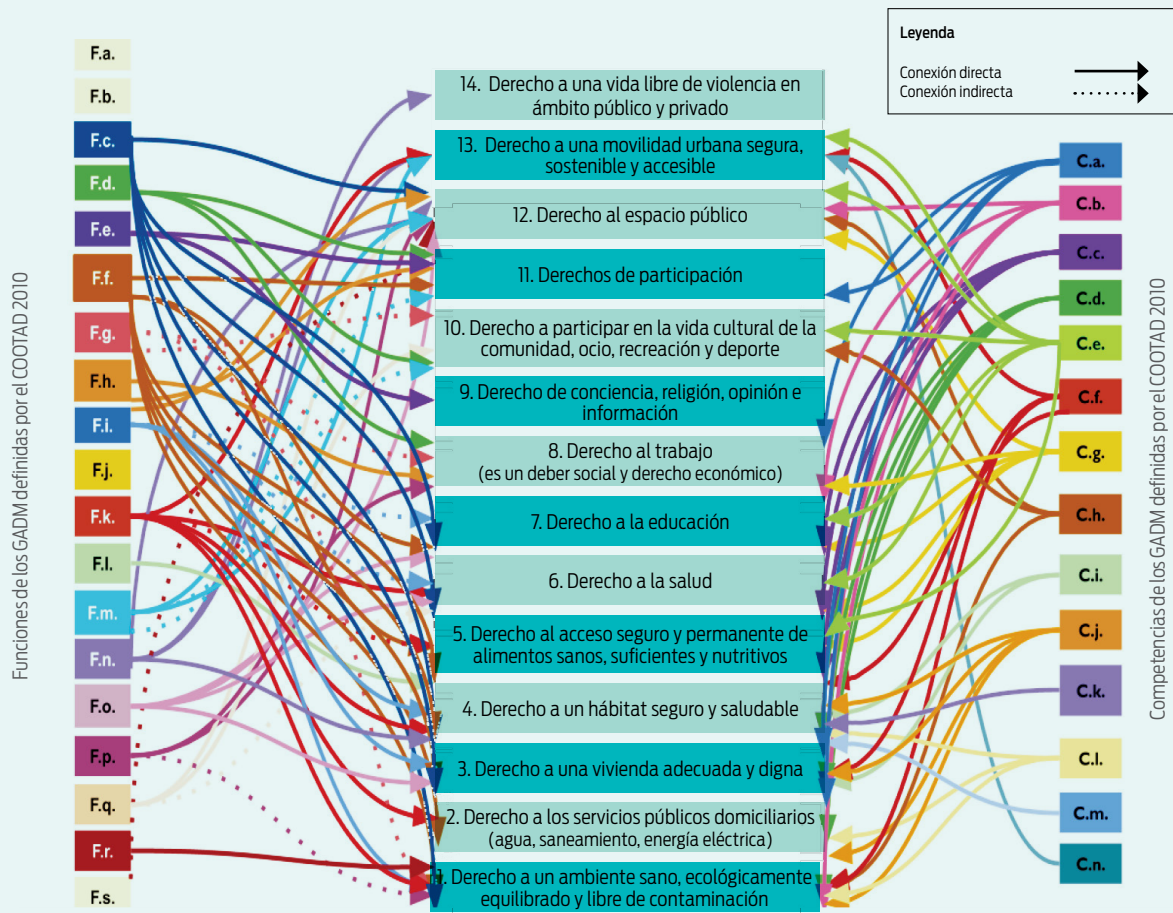 Leyenda
Conexión directa
Conexión indirecta
Funciones de los GADM definidas por el COOTAD 2010
F.a.
F.b.
F.c.
F.d.
F.e.
F.f.
F.g.
F.h.
F.i.
F.j.
F.k.
F.l.
F.m.
F.n.
F.o.
F.p.
F.q.
F.r.
F.s.
14. Derecho a una vida libre de violencia en
ámbito público y privado
13. Derecho a una movilidad urbana segura,
sostenible y accesible
12. Derecho al espacio público
11. Derechos de participación
10. Derecho a participar en la vida cultural de la
comunidad, ocio, recreación y deporte
9. Derecho de conciencia, religión, opinión e
información
8. Derecho al trabajo
(es un deber social y derecho económico)
7. Derecho a la educación
6. Derecho a la salud
5. Derecho al acceso seguro y permanente de
alimentos sanos, suficientes y nutritivos
4. Derecho a un hábitat seguro y saludable
3. Derecho a una vivienda adecuada y digna
2. Derecho a los servicios públicos domiciliarios
(agua, saneamiento, energía eléctrica)
1. Derecho a un ambiente sano, ecológicamente
equilibrado y libre de contaminación
C.a.
C.b.
C.c.
C.d.
C.e.
C.f.
C.g.
C.h.
C.i.
C.j.
C.k.
C.l.
C.m.
C.n.
Competencias de los GADM definidas por el COOTAD 2010